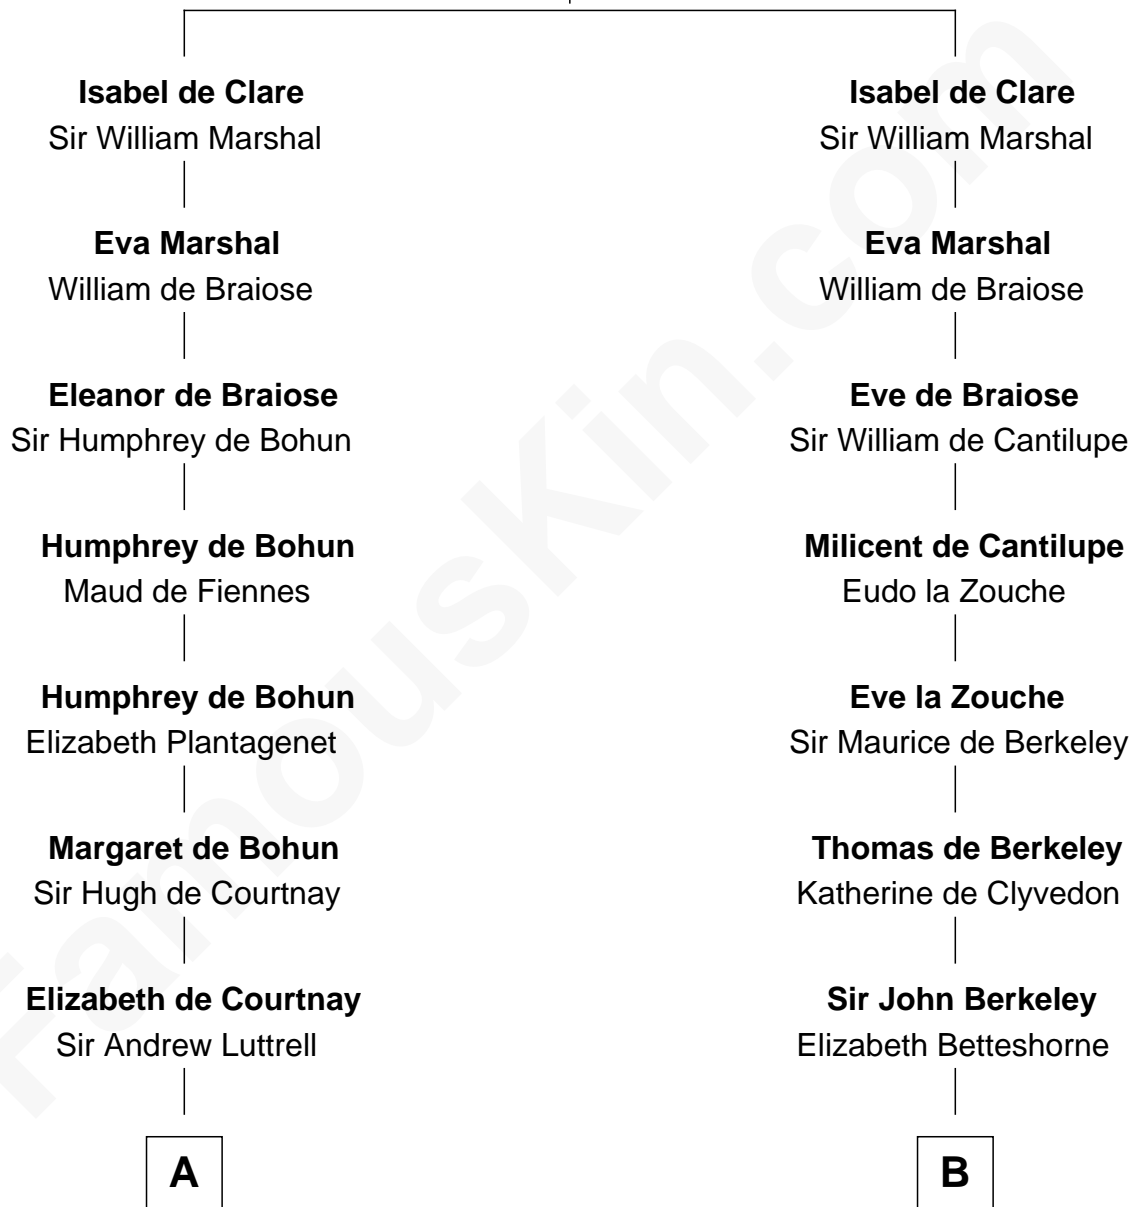 Isabel de Clare
Sir William Marshal
Eva Marshal
William de Braiose
Eleanor de Braiose
Sir Humphrey de Bohun
Humphrey de Bohun
Maud de Fiennes
Humphrey de Bohun
Elizabeth Plantagenet
Margaret de Bohun
Sir Hugh de Courtnay
Elizabeth de Courtnay
Sir Andrew Luttrell
A
Isabel de Clare
Sir William Marshal
Eva Marshal
William de Braiose
Eve de Braiose
Sir William de Cantilupe
Milicent de Cantilupe
Eudo la Zouche
Eve la Zouche
Sir Maurice de Berkeley
Thomas de Berkeley
Katherine de Clyvedon
Sir John Berkeley
Elizabeth Betteshorne
B
FamousKin.com